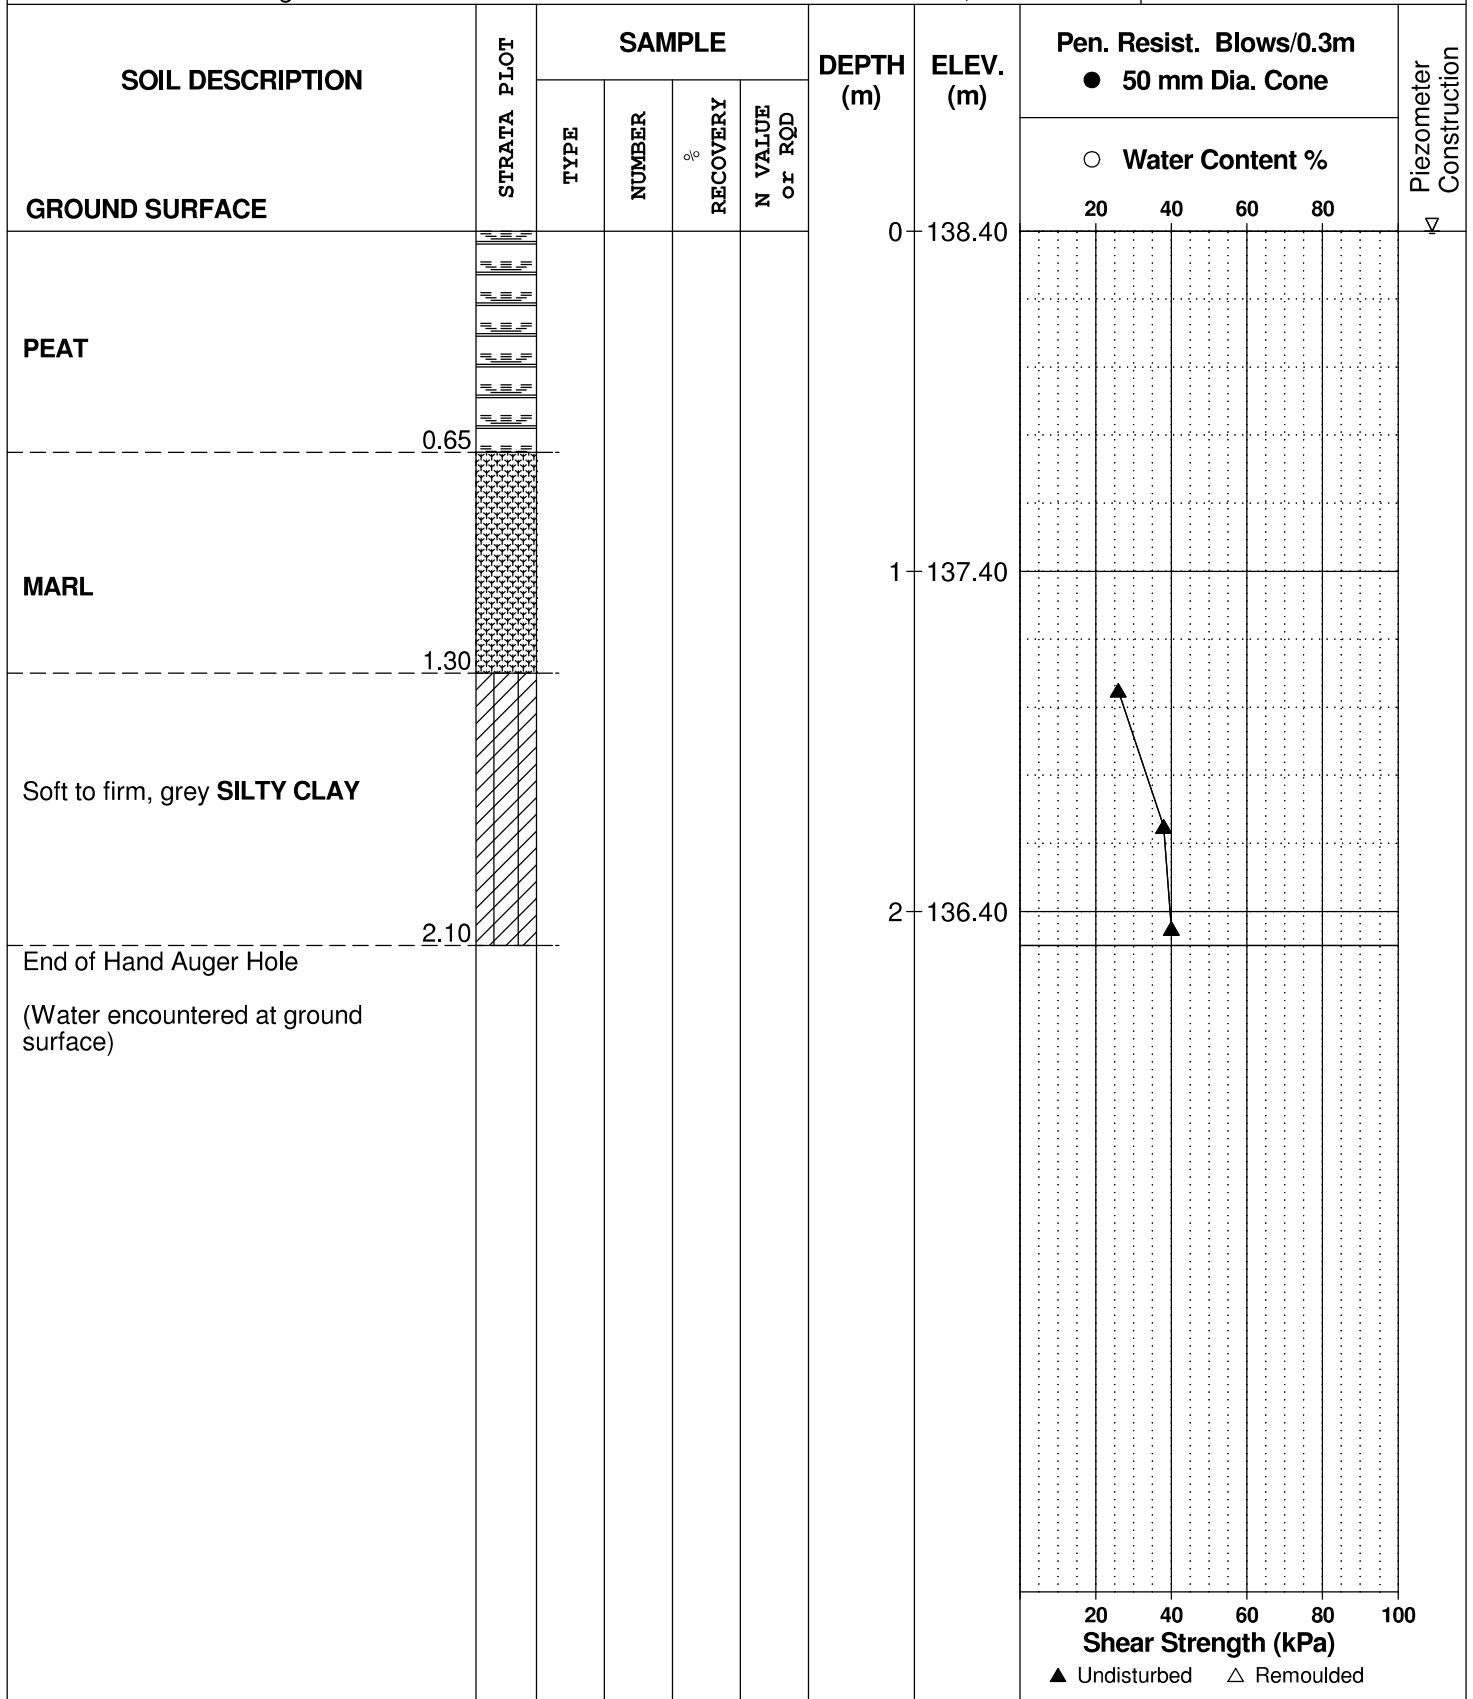 SOIL DESCRIPTION
GROUND SURFACE
STRATA PLOT
SAMPLE
TYPE
NUMBER
%
RECOVERY
N VALUE
or RQD
DEPTH
(m)
ELEV.
(m)
Pen. Resist. Blows/0.3m
● 50 mm Dia. Cone
○ Water Content %
20 40 60 80
Piezometer
Construction
0 138.40
PEAT
0.65
1 137.40
MARL
1.30
Soft to firm, grey SILTY CLAY
2 136.40
2.10
End of Hand Auger Hole
(Water encountered at ground
surface)
20 40 60 80 100
Shear Strength (kPa)
▲ Undisturbed △ Remoulded